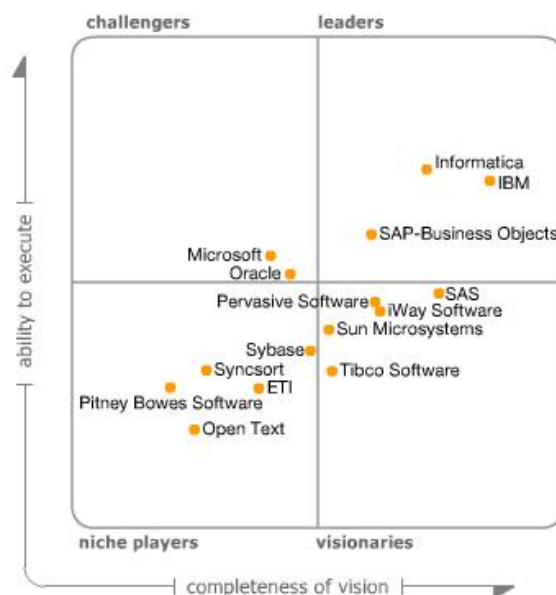 challengers
leaders
Informatica
IBM
SAP-Business Objects
Microsoft
Oracle
SAS
Pervasive Software
iWay Software
Sun Microsystems
Sybase
Syncsort
Tibco Software
ETI
Pitney Bowes Software
Open Text
niche players
visionaries
ability to execute
completeness of vision